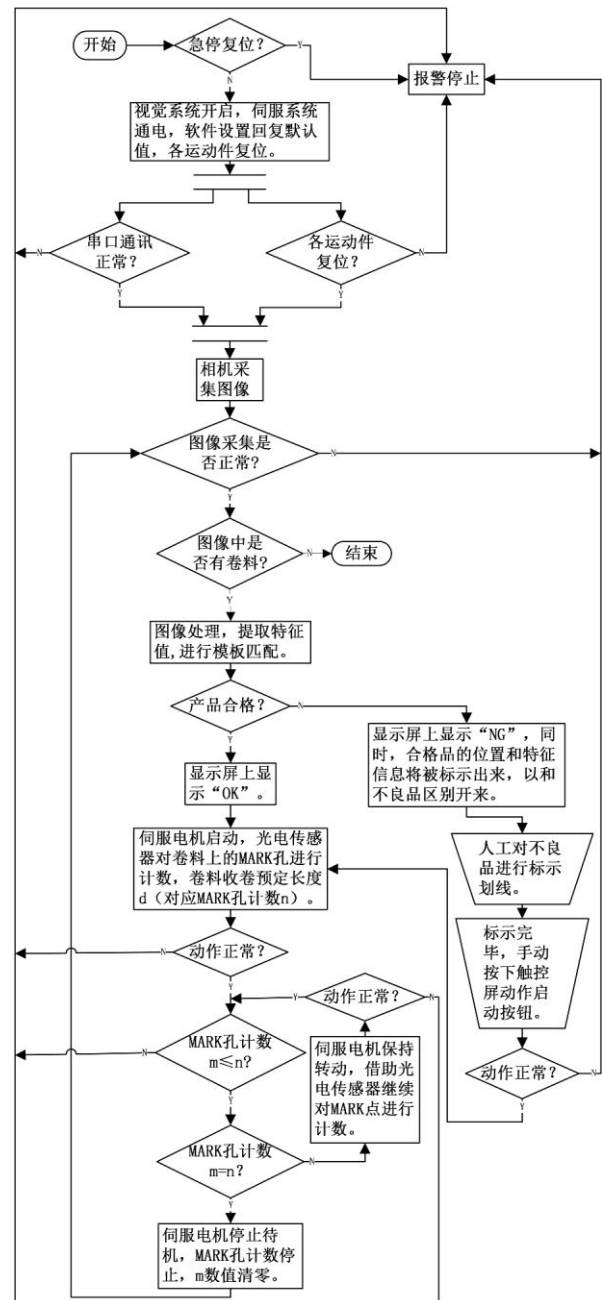 开始
急停复位？
Y
报警停止
N
视觉系统开启，伺服系统
通电，软件设置回复默认
值，各运动件复位。
串口通讯
正常？
N
Y
各运动件
复位？
N
Y
相机采
集图像
图像采集是
否正常?
N
Y
图像中是
否有卷料?
N
结束
Y
图像处理，提取特征
值,进行模板匹配。
产品合格？
N
Y
显示屏上显
示“OK”。
显示屏上显示“NG”，同
时，合格品的位置和特征
信息将被标示出来，以和
不良品区别开来。
伺服电机启动，光电传感
器对卷料上的MARK孔进行
计数，卷料收卷预定长度
d（对应MARK孔计数n）。
人工对不良
品进行标示
划线。
标示完
毕，手动
按下触控
屏动作启
动按钮。
动作正常？
N
Y
动作正常？
N
Y
动作正常？
Y
N
MARK孔计数
m≤n?
N
Y
伺服电机保持
转动，借助光
电传感器继续
对MARK点进行
计数。
MARK孔计数
m=n?
N
Y
伺服电机停止待
机，MARK孔计数停
止，m数值清零。